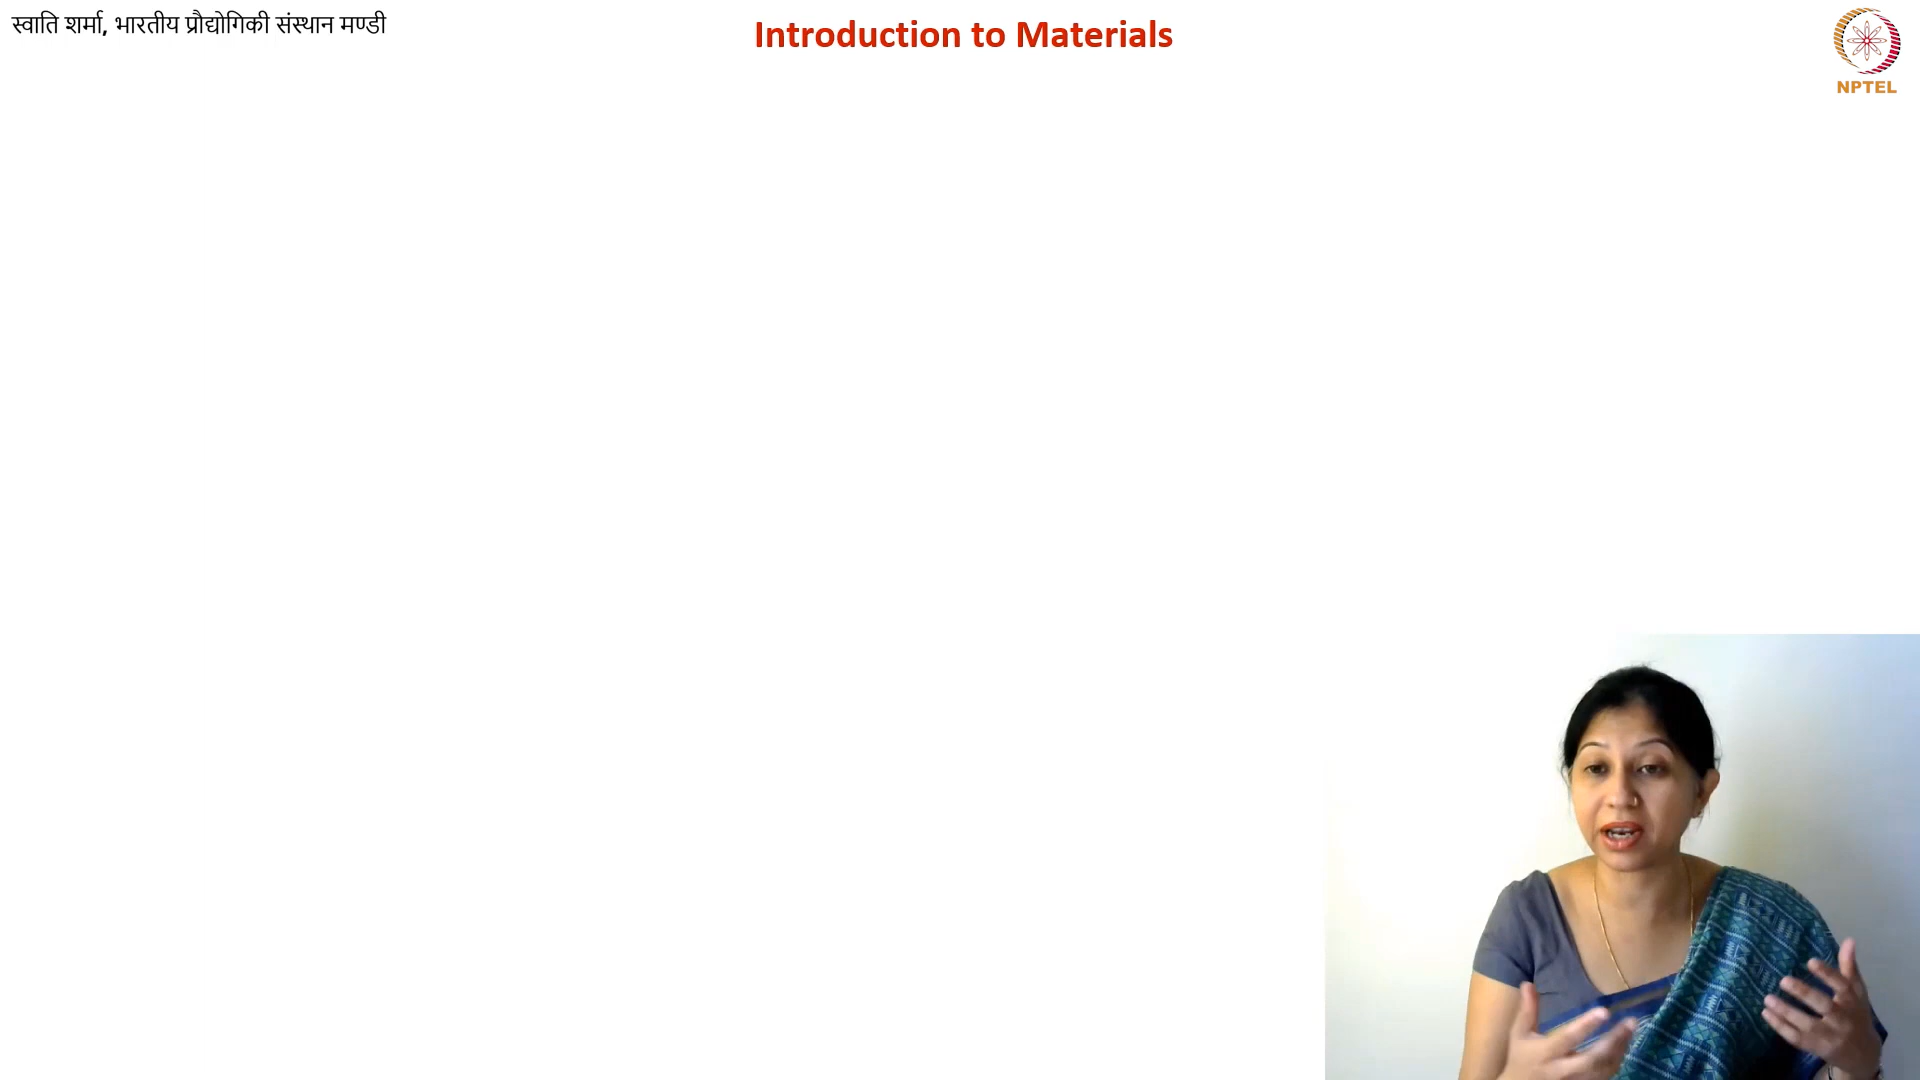 स्वाति शर्मा, भारतीय प्रौद्योगिकी संस्थान मण्डी
Introduction to Materials
NPTEL